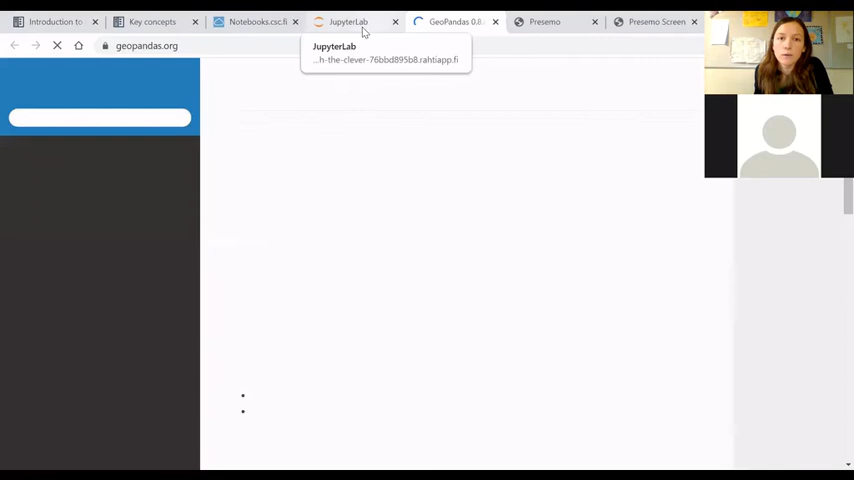 Introduction to
Key concepts
Notebooks.csc.fi
JupyterLab
GeoPandas 0.8.
Presemo
Presemo Screen
geopandas.org
JupyterLab
...h-the-clever-76bbd895b8.rahtiapp.fi